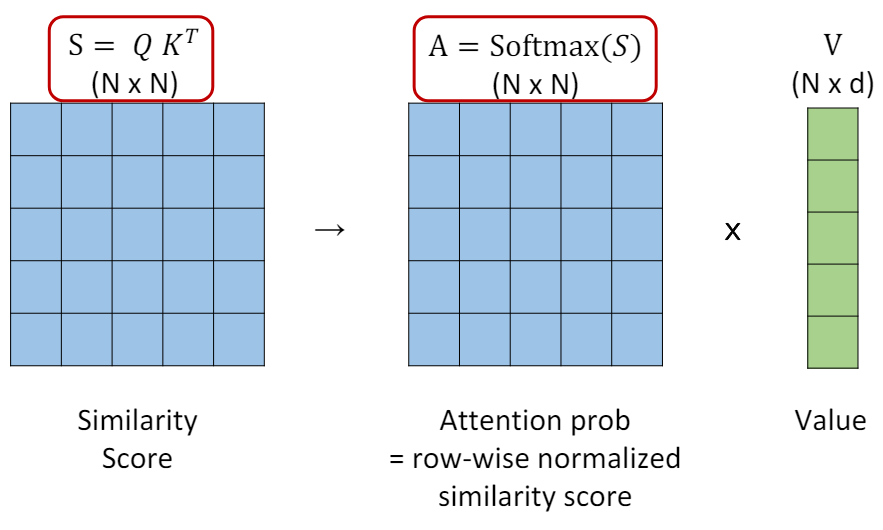 S = Q K^T
(N x N)
A = Softmax(S)
(N x N)
V
(N x d)
→
x
Similarity
Score
Attention prob
= row-wise normalized
similarity score
Value